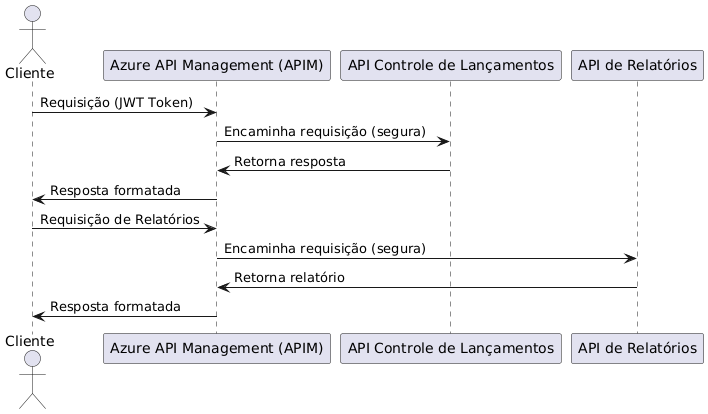 Cliente
Azure API Management (APIM)
API Controle de Lançamentos
API de Relatórios
Requisição (JWT Token)
Encaminha requisição (segura)
Retorna resposta
Resposta formatada
Requisição de Relatórios
Encaminha requisição (segura)
Retorna relatório
Resposta formatada
Cliente
Azure API Management (APIM)
API Controle de Lançamentos
API de Relatórios